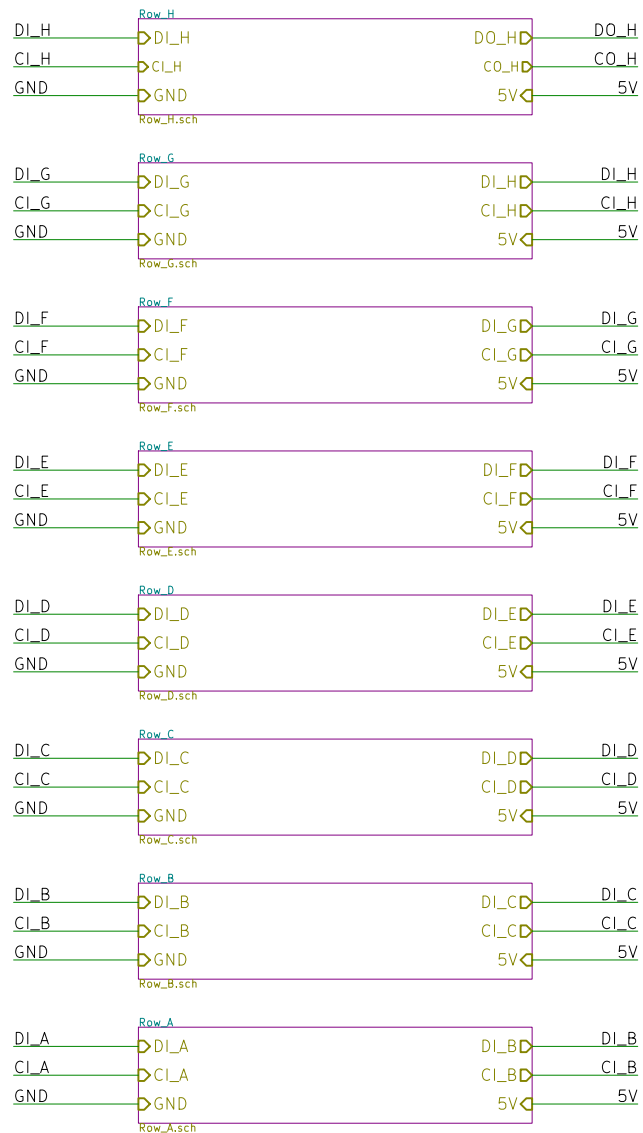 Row_H
DI_H DI_H DO_H DO_H
CI_H CI_H CO_H CO_H
GND GND 5V 5V
Row_H.sch
Row_G
DI_G DI_G DI_H DI_H
CI_G CI_G CI_H CI_H
GND GND 5V 5V
Row_G.sch
Row_F
DI_F DI_F DI_G DI_G
CI_F CI_F CI_G CI_G
GND GND 5V 5V
Row_F.sch
Row_E
DI_E DI_E DI_F DI_F
CI_E CI_E CI_F CI_F
GND GND 5V 5V
Row_E.sch
Row_D
DI_D DI_D DI_E DI_E
CI_D CI_D CI_E CI_E
GND GND 5V 5V
Row_D.sch
Row_C
DI_C DI_C DI_D DI_D
CI_C CI_C CI_D CI_D
GND GND 5V 5V
Row_C.sch
Row_B
DI_B DI_B DI_C DI_C
CI_B CI_B CI_C CI_C
GND GND 5V 5V
Row_B.sch
Row_A
DI_A DI_A DI_B DI_B
CI_A CI_A CI_B CI_B
GND GND 5V 5V
Row_A.sch